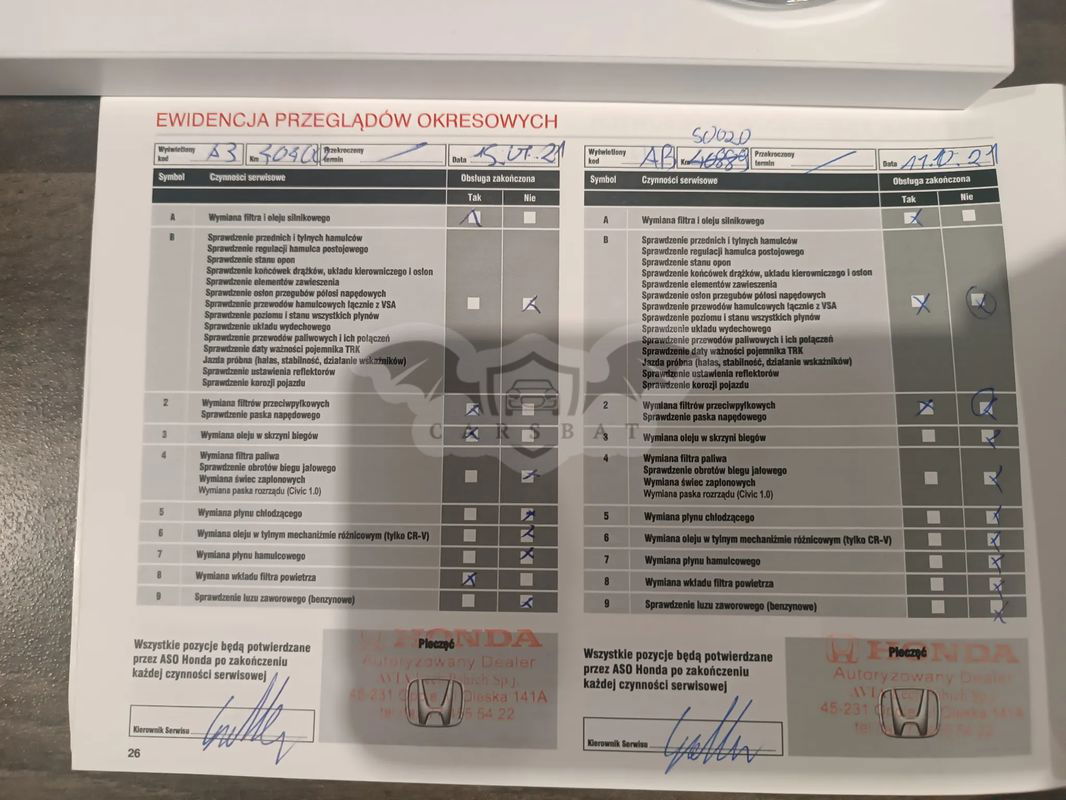 EWIDENCJA PRZEGLĄDÓW OKRESOWYCH
Wyświetlony kod A3 Km Przekroczony termin Data 15.07.21
Symbol Czynności serwisowe Obsługa zakończona
Tak Nie
A Wymiana filtra i oleju silnikowego
B Sprawdzenie przednich i tylnych hamulców
Sprawdzenie regulacji hamulca postojowego
Sprawdzenie stanu opon
Sprawdzenie końcówek drążków, układu kierowniczego i osłon
Sprawdzenie elementów zawieszenia
Sprawdzenie osłon przegubów półosi napędowych
Sprawdzenie przewodów hamulcowych łącznie z VSA
Sprawdzenie poziomu i stanu wszystkich płynów
Sprawdzenie układu wydechowego
Sprawdzenie przewodów paliwowych i ich połączeń
Sprawdzenie daty ważności pojemnika TRK
Jazda próbna (hałas, stabilność, działanie wskaźników)
Sprawdzenie ustawienia reflektorów
Sprawdzenie korozji pojazdu
2 Wymiana filtrów przeciwpyłkowych
Sprawdzenie paska napędowego
3 Wymiana oleju w skrzyni biegów
4 Wymiana filtra paliwa
Sprawdzenie obrotów biegu jałowego
Wymiana świec zapłonowych
Wymiana paska rozrządu (Civic 1.0)
5 Wymiana płynu chłodzącego
6 Wymiana oleju w tylnym mechanizmie różnicowym (tylko CR-V)
7 Wymiana płynu hamulcowego
8 Wymiana wkładu filtra powietrza
9 Sprawdzenie luzu zaworowego (benzynowe)
Wszystkie pozycje będą potwierdzane
przez ASO Honda po zakończeniu
każdej czynności serwisowej
Kierownik Serwisu
Pieczęć
HONDA
Autoryzowany Dealer
45-231 Oleska 141A
26
50020
Wyświetlony kod AB Km 46889 Przekroczony termin Data 11.10.21
Symbol Czynności serwisowe Obsługa zakończona
Tak Nie
A Wymiana filtra i oleju silnikowego
B Sprawdzenie przednich i tylnych hamulców
Sprawdzenie regulacji hamulca postojowego
Sprawdzenie stanu opon
Sprawdzenie końcówek drążków, układu kierowniczego i osłon
Sprawdzenie elementów zawieszenia
Sprawdzenie osłon przegubów półosi napędowych
Sprawdzenie przewodów hamulcowych łącznie z VSA
Sprawdzenie poziomu i stanu wszystkich płynów
Sprawdzenie układu wydechowego
Sprawdzenie przewodów paliwowych i ich połączeń
Sprawdzenie daty ważności pojemnika TRK
Jazda próbna (hałas, stabilność, działanie wskaźników)
Sprawdzenie ustawienia reflektorów
Sprawdzenie korozji pojazdu
2 Wymiana filtrów przeciwpyłkowych
Sprawdzenie paska napędowego
3 Wymiana oleju w skrzyni biegów
4 Wymiana filtra paliwa
Sprawdzenie obrotów biegu jałowego
Wymiana świec zapłonowych
Wymiana paska rozrządu (Civic 1.0)
5 Wymiana płynu chłodzącego
6 Wymiana oleju w tylnym mechanizmie różnicowym (tylko CR-V)
7 Wymiana płynu hamulcowego
8 Wymiana wkładu filtra powietrza
9 Sprawdzenie luzu zaworowego (benzynowe)
Wszystkie pozycje będą potwierdzane
przez ASO Honda po zakończeniu
każdej czynności serwisowej
Kierownik Serwisu
Pieczęć
HONDA
Autoryzowany Dealer
45-231 Oleska 141A
CARSBAT